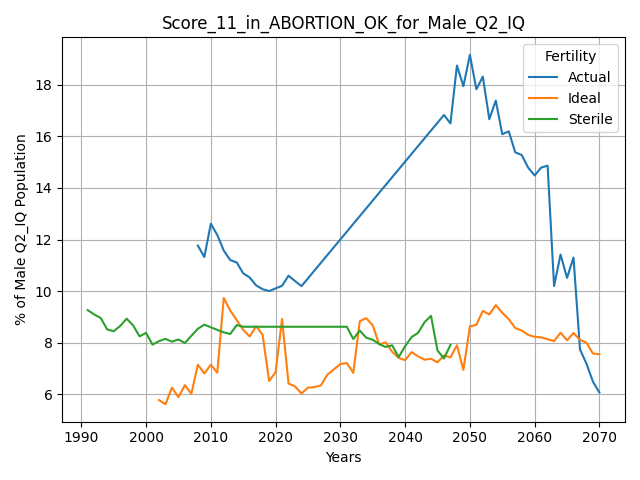 Score_11_in_ABORTION_OK_for_Male_Q2_IQ
% of Male Q2_IQ Population
18
16
14
12
10
8
6
Fertility
Actual
Ideal
Sterile
1990 2000 2010 2020 2030 2040 2050 2060 2070
Years